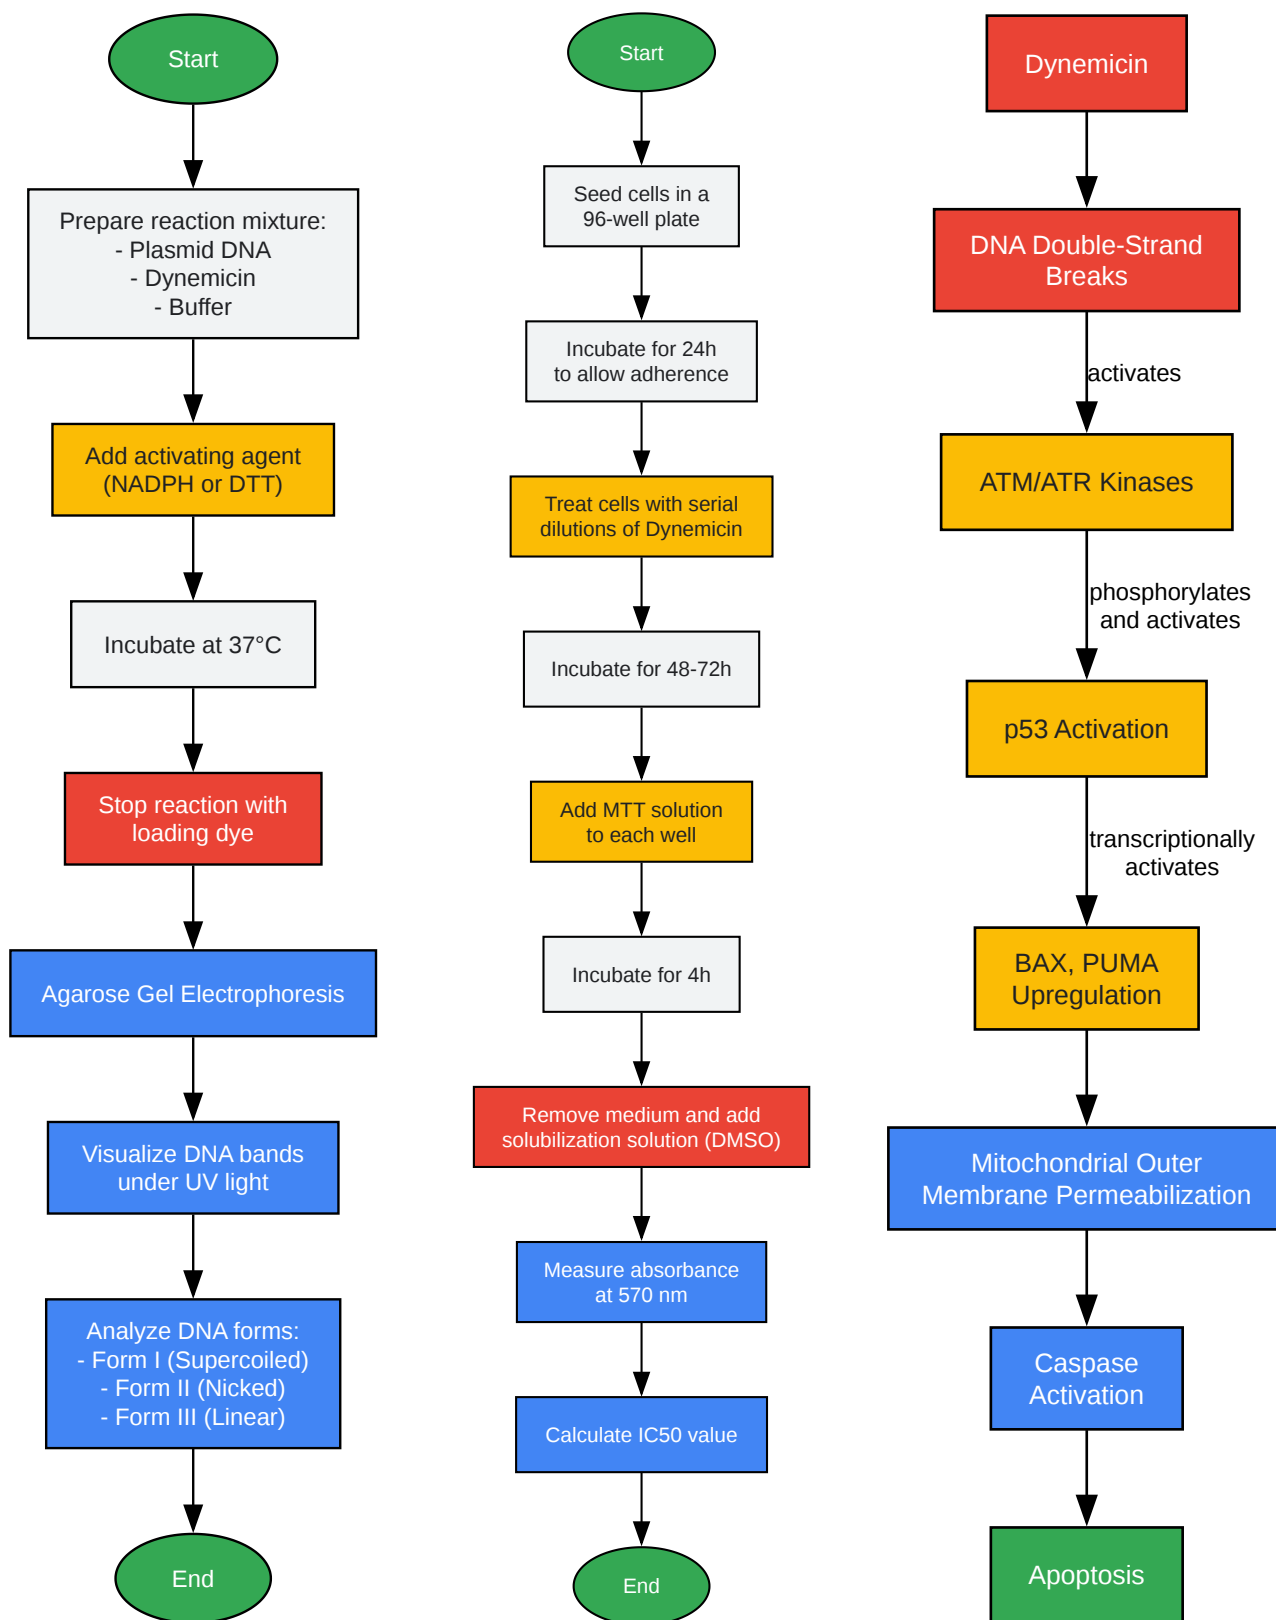 Start
Prepare reaction mixture:
- Plasmid DNA
- Dynemicin
- Buffer
Add activating agent
(NADPH or DTT)
Incubate at 37°C
Stop reaction with
loading dye
Agarose Gel Electrophoresis
Visualize DNA bands
under UV light
Analyze DNA forms:
- Form I (Supercoiled)
- Form II (Nicked)
- Form III (Linear)
End
Start
Seed cells in a
96-well plate
Incubate for 24h
to allow adherence
Treat cells with serial
dilutions of Dynemicin
Incubate for 48-72h
Add MTT solution
to each well
Incubate for 4h
Remove medium and add
solubilization solution (DMSO)
Measure absorbance
at 570 nm
Calculate IC50 value
End
Dynemicin
DNA Double-Strand
Breaks
activates
ATM/ATR Kinases
phosphorylates
and activates
p53 Activation
transcriptionally
activates
BAX, PUMA
Upregulation
Mitochondrial Outer
Membrane Permeabilization
Caspase
Activation
Apoptosis